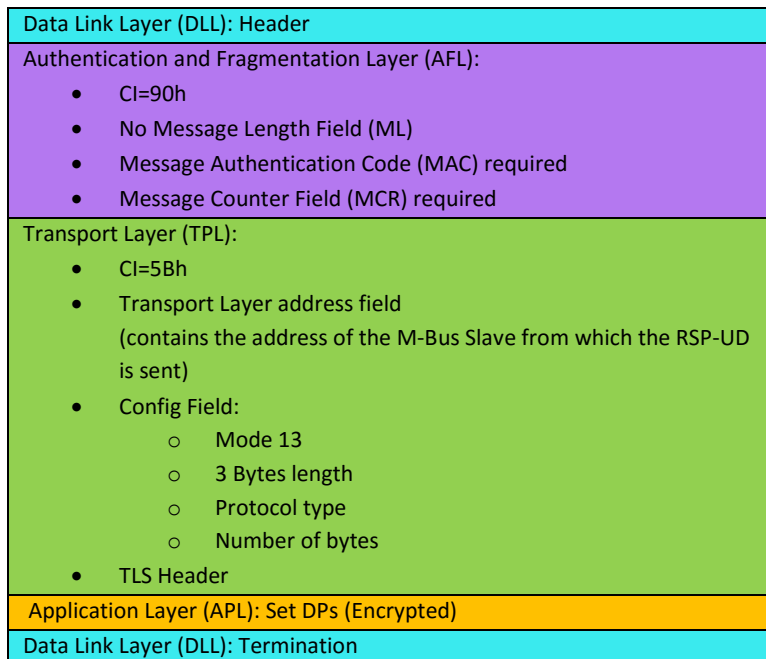 Data Link Layer (DLL): Header
Authentication and Fragmentation Layer (AFL):
• CI=90h
• No Message Length Field (ML)
• Message Authentication Code (MAC) required
• Message Counter Field (MCR) required
Transport Layer (TPL):
• CI=5Bh
• Transport Layer address field
(contains the address of the M-Bus Slave from which the RSP-UD
is sent)
• Config Field:
o Mode 13
o 3 Bytes length
o Protocol type
o Number of bytes
• TLS Header
Application Layer (APL): Set DPs (Encrypted)
Data Link Layer (DLL): Termination